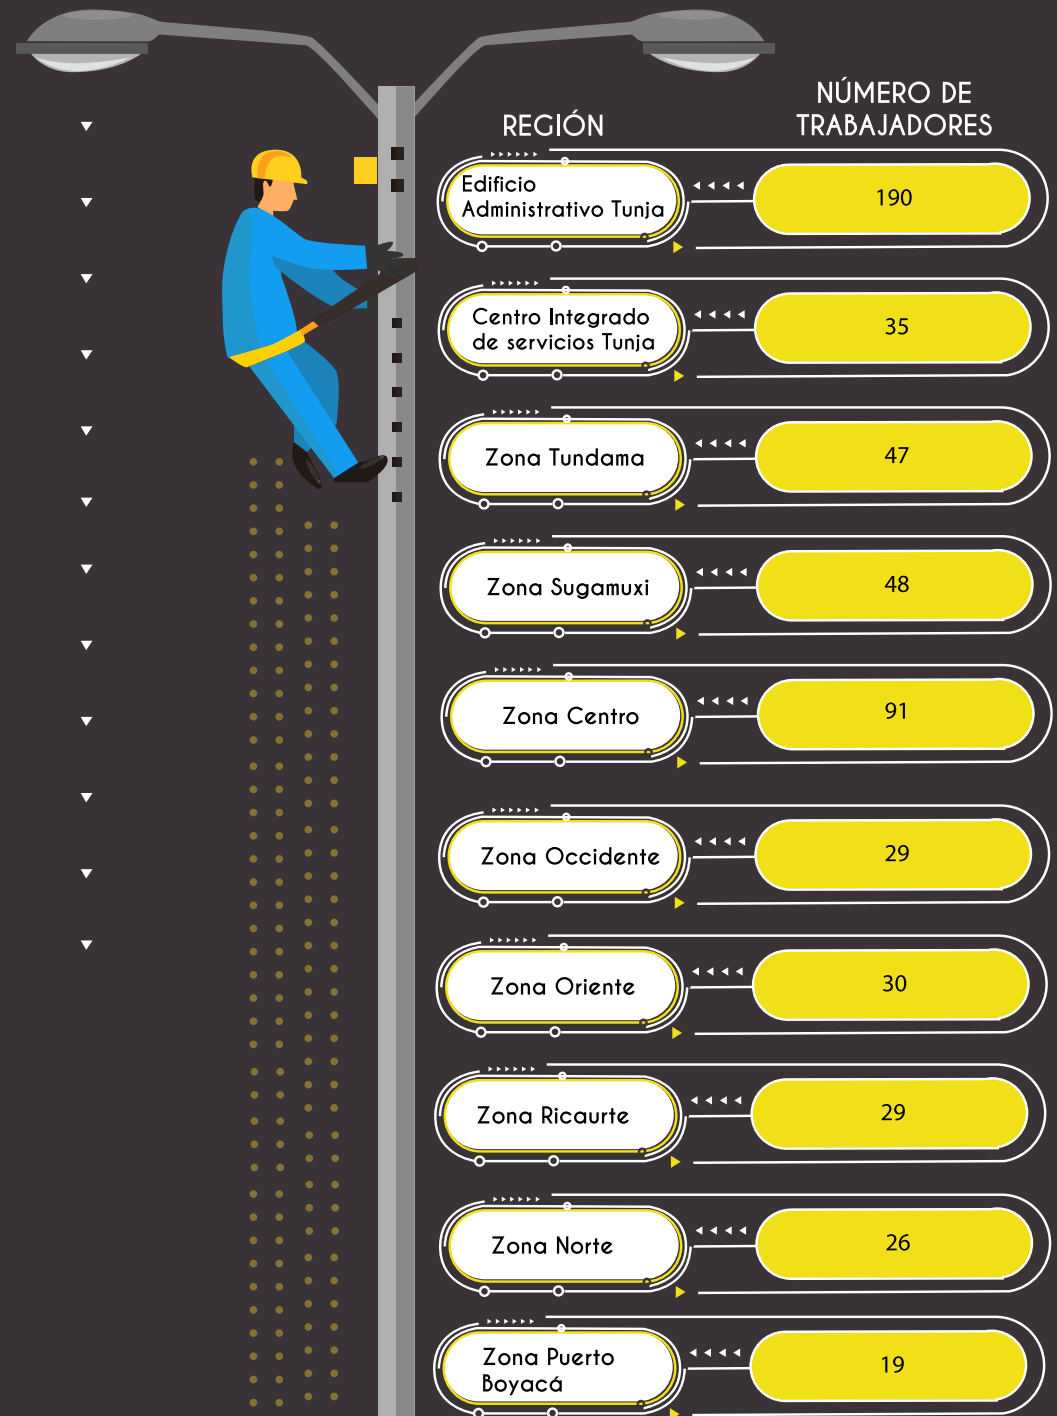 REGIÓN
NÚMERO DE
TRABAJADORES
Edificio
Administrativo Tunja
190
Centro Integrado
de servicios Tunja
35
Zona Tundama
47
Zona Sugamuxi
48
Zona Centro
91
Zona Occidente
29
Zona Oriente
30
Zona Ricaurte
29
Zona Norte
26
Zona Puerto
Boyacá
19